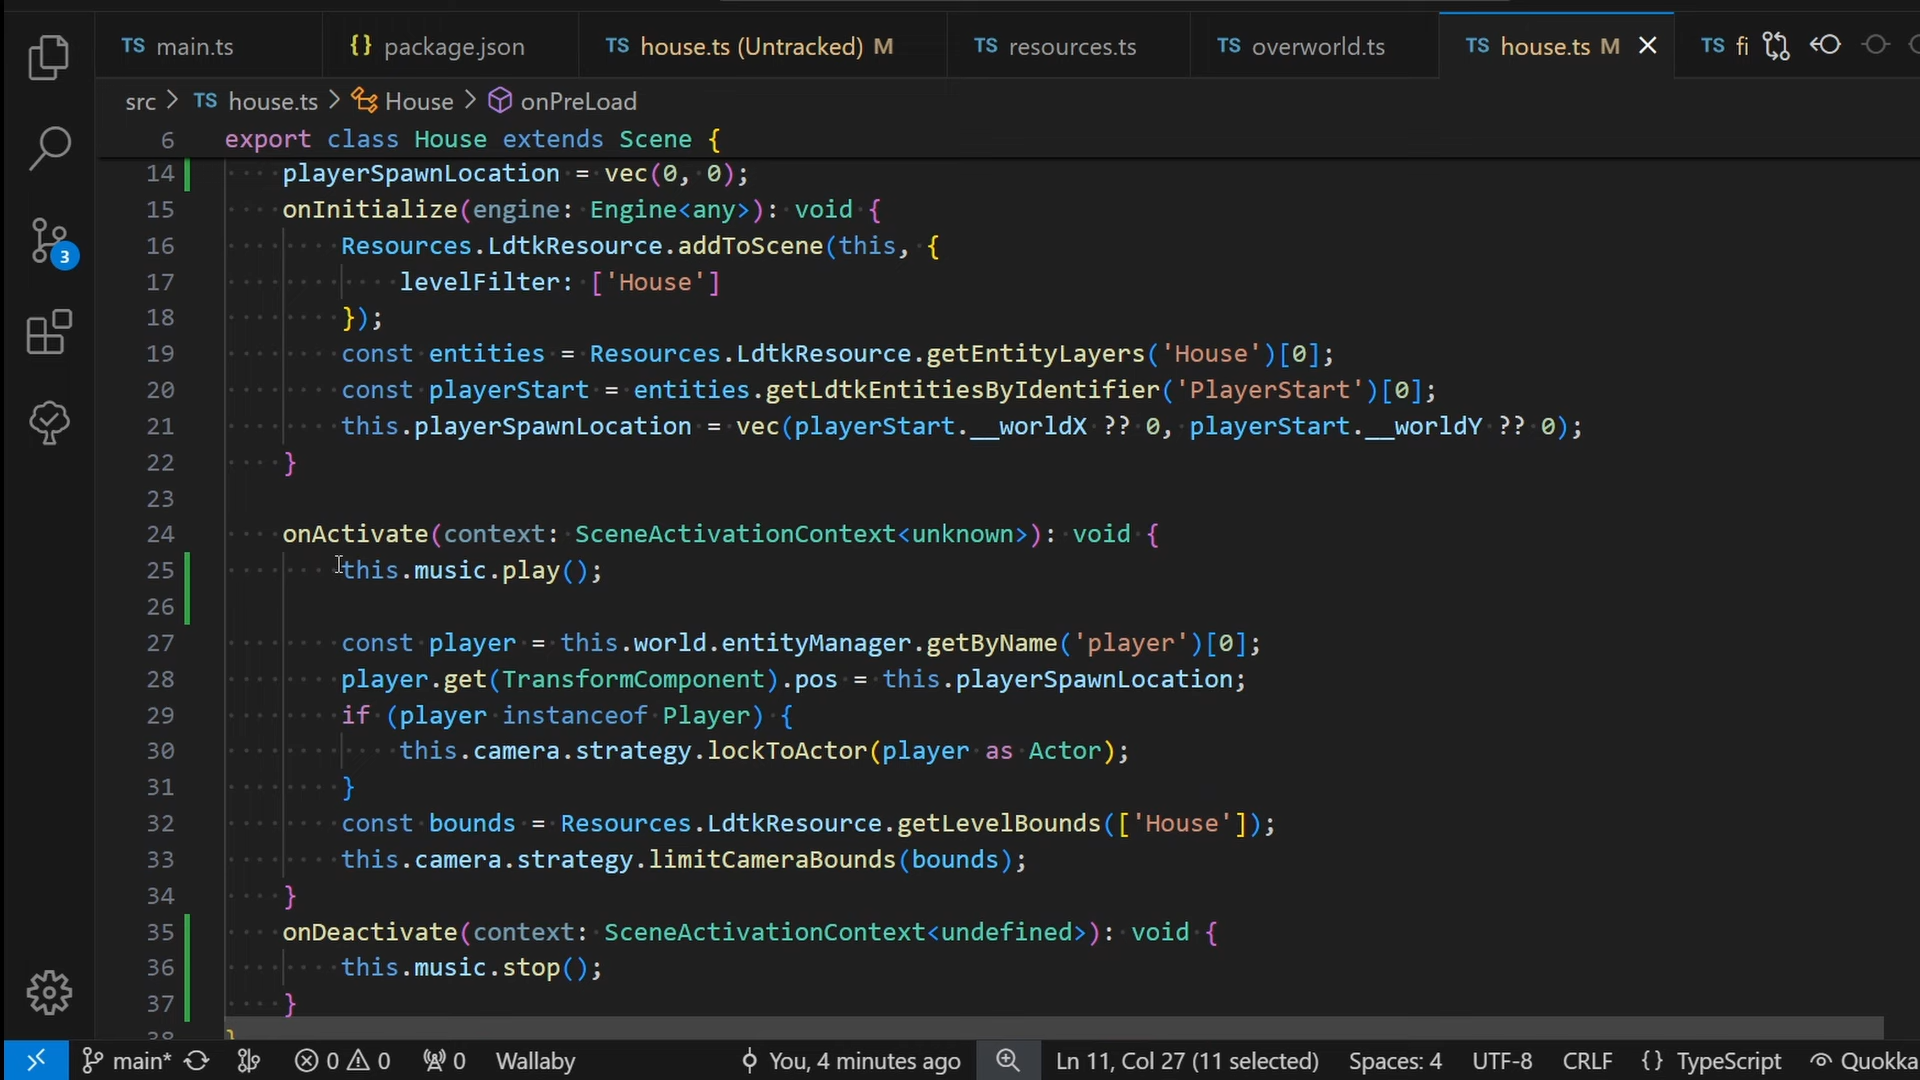 TS main.ts {} package.json TS house.ts (Untracked) M TS resources.ts TS overworld.ts TS house.ts M TS fi
src > TS house.ts > House > onPreLoad
6 export class House extends Scene {
14 playerSpawnLocation = vec(0, 0);
15 onInitialize(engine: Engine<any>): void {
16 Resources.LdtkResource.addToScene(this, {
17 levelFilter: ['House']
18 });
19 const entities = Resources.LdtkResource.getEntityLayers('House')[0];
20 const playerStart = entities.getLdtkEntitiesByIdentifier('PlayerStart')[0];
21 this.playerSpawnLocation = vec(playerStart.__worldX ?? 0, playerStart.__worldY ?? 0);
22 }
23
24 onActivate(context: SceneActivationContext<unknown>): void {
25 this.music.play();
26
27 const player = this.world.entityManager.getByName('player')[0];
28 player.get(TransformComponent).pos = this.playerSpawnLocation;
29 if (player instanceof Player) {
30 this.camera.strategy.lockToActor(player as Actor);
31 }
32 const bounds = Resources.LdtkResource.getLevelBounds(['House']);
33 this.camera.strategy.limitCameraBounds(bounds);
34 }
35 onDeactivate(context: SceneActivationContext<undefined>): void {
36 this.music.stop();
37 }
38 }
3
main* 0 0 0 Wallaby You, 4 minutes ago Ln 11, Col 27 (11 selected) Spaces: 4 UTF-8 CRLF {} TypeScript Quokka